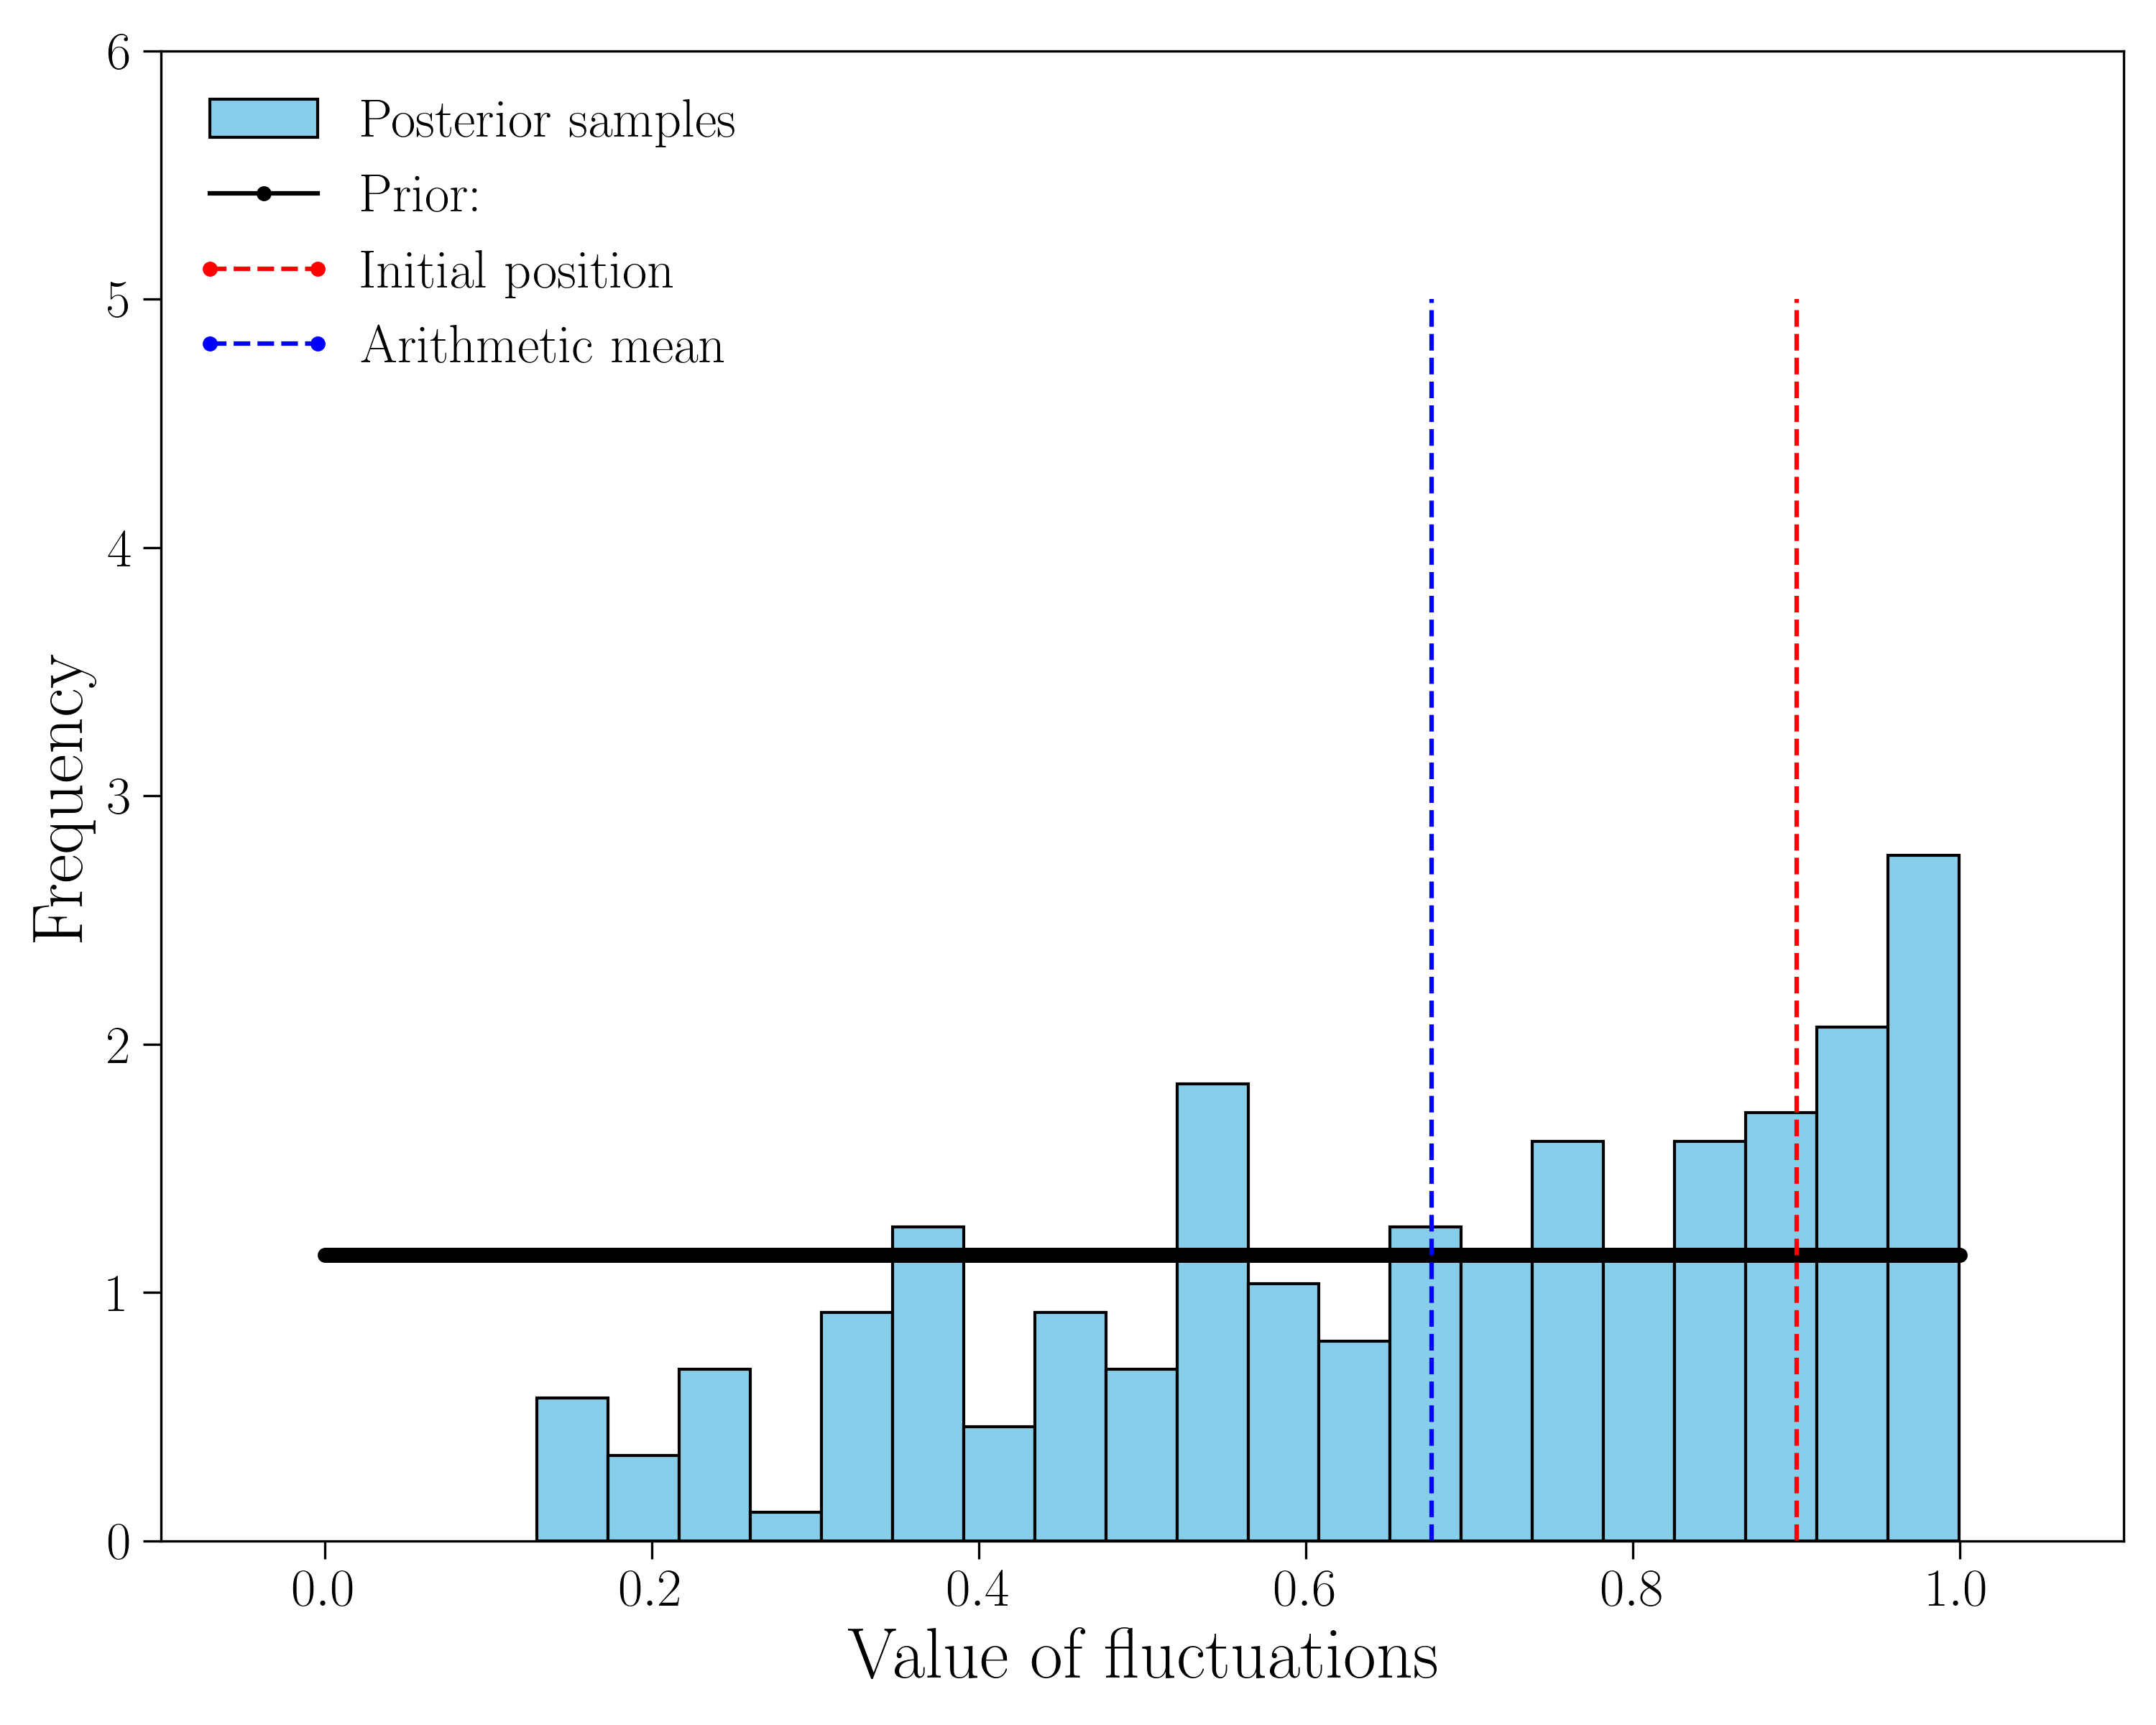 6
5
4
3
2
1
0
Frequency
Posterior samples
Prior:
Initial position
Arithmetic mean
0.0 0.2 0.4 0.6 0.8 1.0
Value of fluctuations